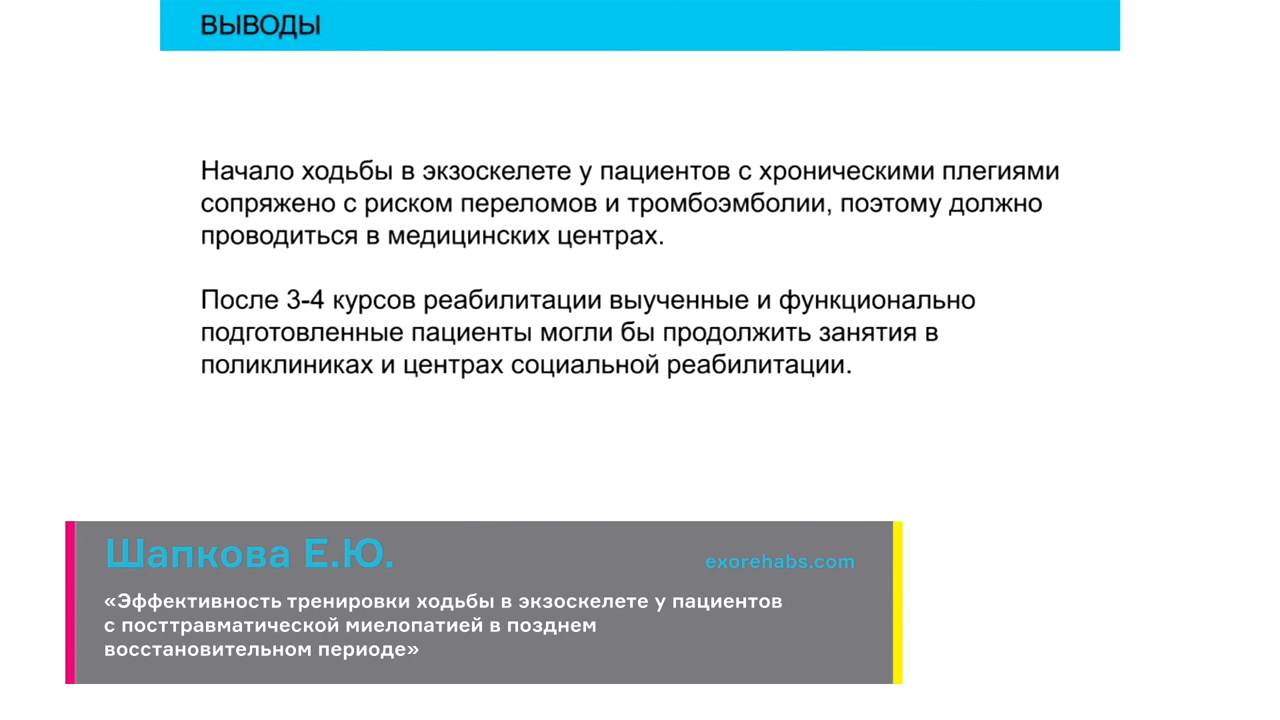 ВЫВОДЫ
Начало ходьбы в экзоскелете у пациентов с хроническими плегиями
сопряжено с риском переломов и тромбоэмболии, поэтому должно
проводиться в медицинских центрах.
После 3-4 курсов реабилитации выученные и функционально
подготовленные пациенты могли бы продолжить занятия в
поликлиниках и центрах социальной реабилитации.
Шапкова Е.Ю.
exorehabs.com
«Эффективность тренировки ходьбы в экзоскелете у пациентов
с посттравматической миелопатией в позднем
восстановительном периоде»